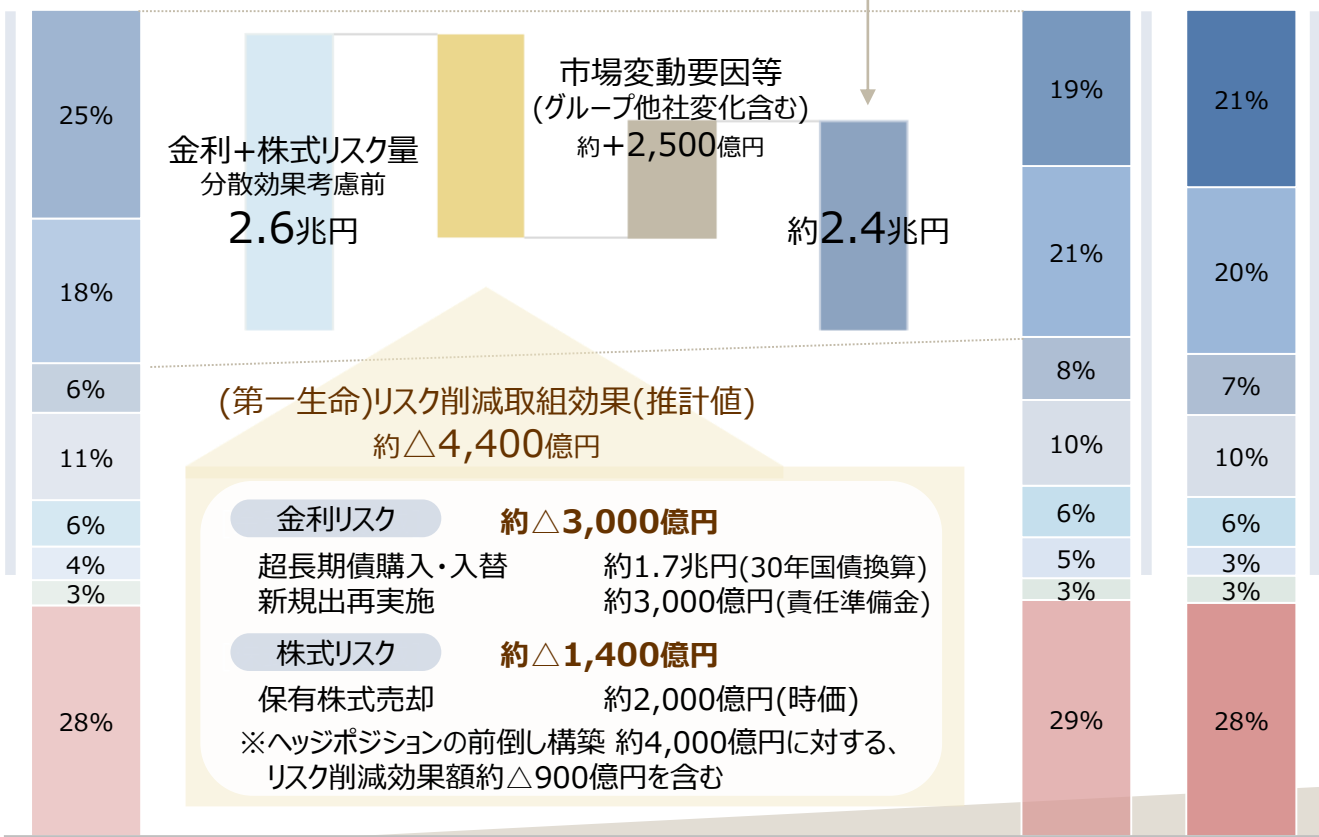 25%
18%
6%
11%
6%
4%
3%
28%
金利+株式リスク量
分散効果考慮前
2.6兆円
市場変動要因等
(グループ他社変化含む)
約+2,500億円
約2.4兆円
(第一生命)リスク削減取組効果(推計値)
約△4,400億円
金利リスク 約△3,000億円
超長期債購入・入替 約1.7兆円(30年国債換算)
新規出再実施 約3,000億円(責任準備金)
株式リスク 約△1,400億円
保有株式売却 約2,000億円(時価)
※ヘッジポジションの前倒し構築 約4,000億円に対する、
リスク削減効果額約△900億円を含む
19%
21%
8%
10%
6%
5%
3%
29%
21%
20%
7%
10%
6%
3%
3%
28%